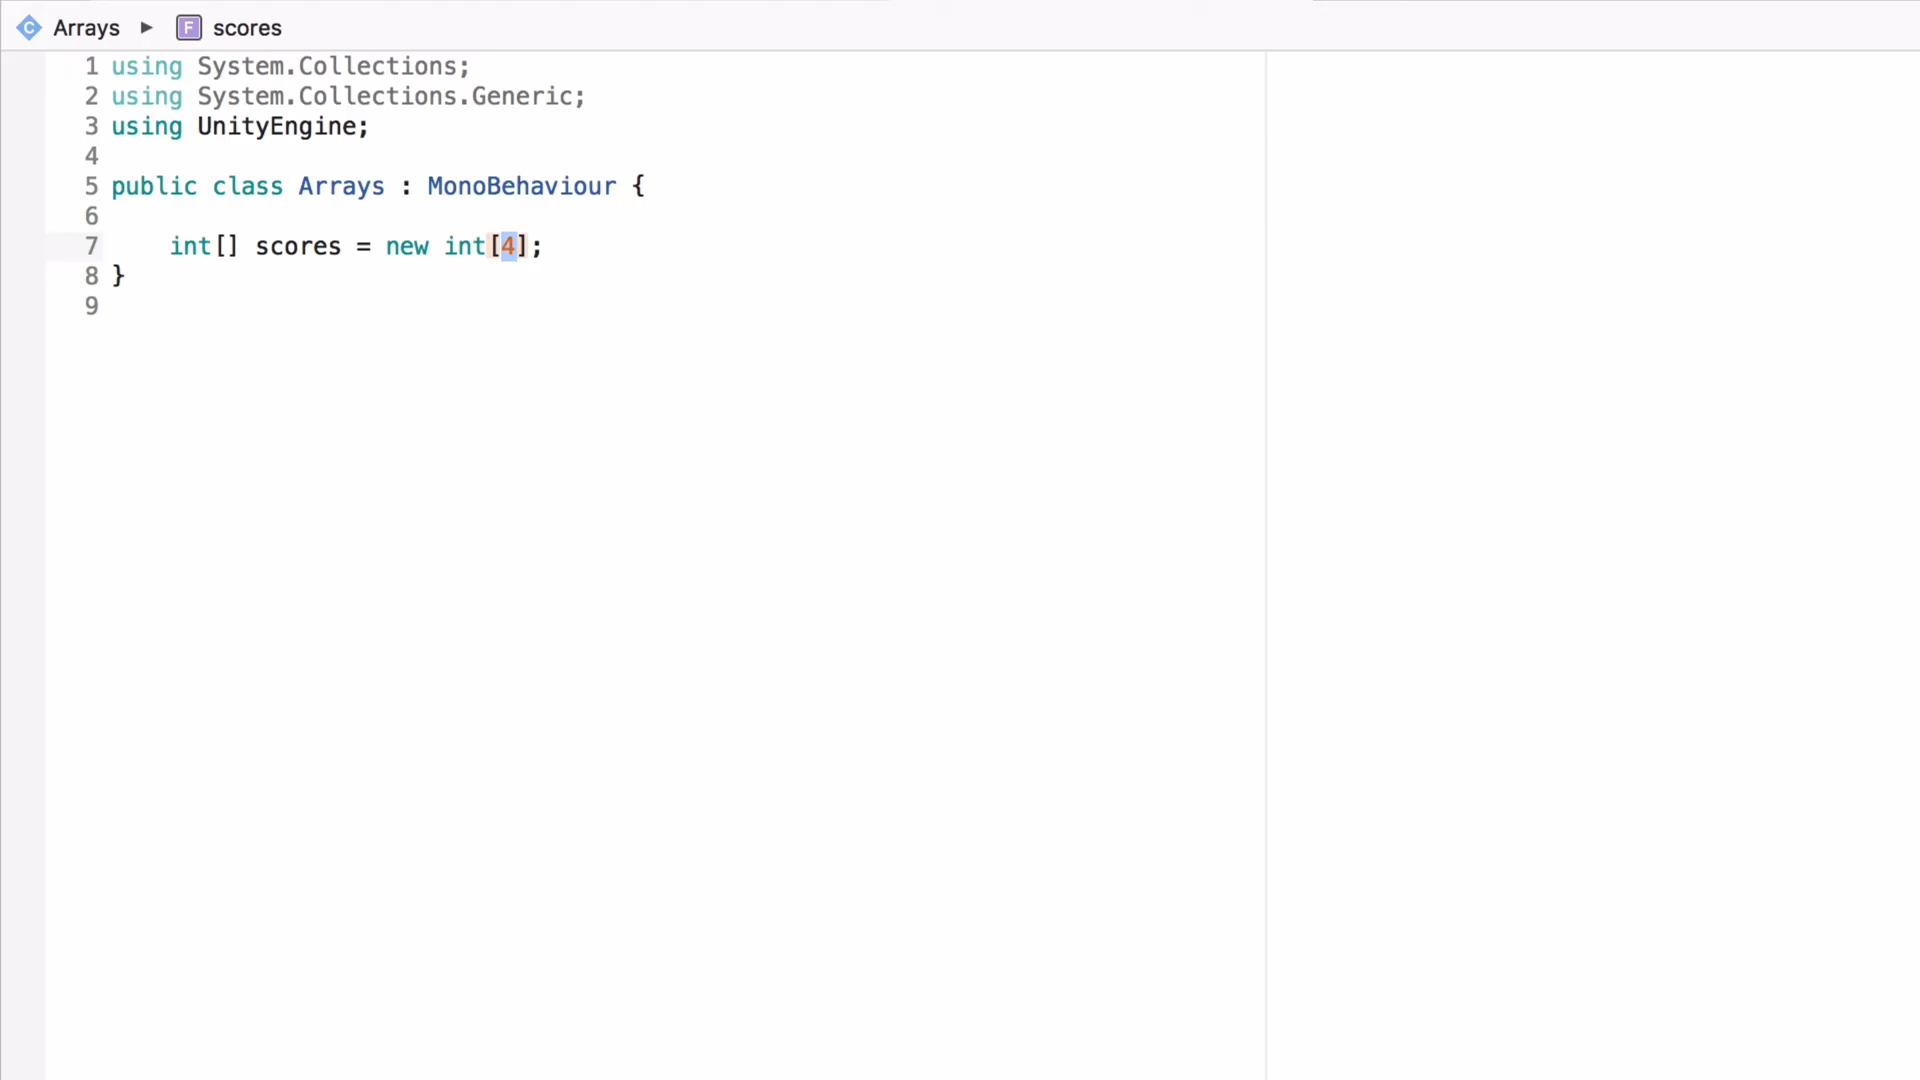 Arrays ▶ F scores
1 using System.Collections;
2 using System.Collections.Generic;
3 using UnityEngine;
4
5 public class Arrays : MonoBehaviour {
6
7     int[] scores = new int[4];
8 }
9